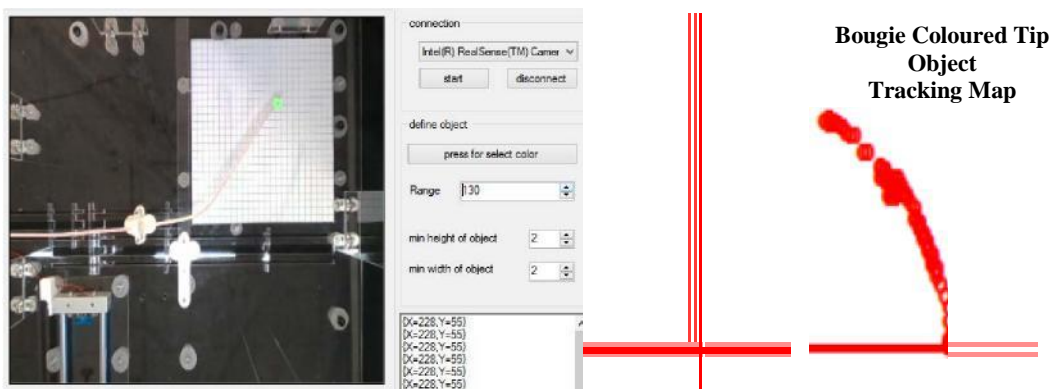 connection
Intel(R) RealSense(TM) Camer
start
disconnect
define object
press for select color
Range
130
min height of object
2
min width of object
2
{X=228,Y=55}
{X=228,Y=55}
{X=228,Y=55}
{X=228,Y=55}
{X=228,Y=55}
Bougie Coloured Tip
Object
Tracking Map